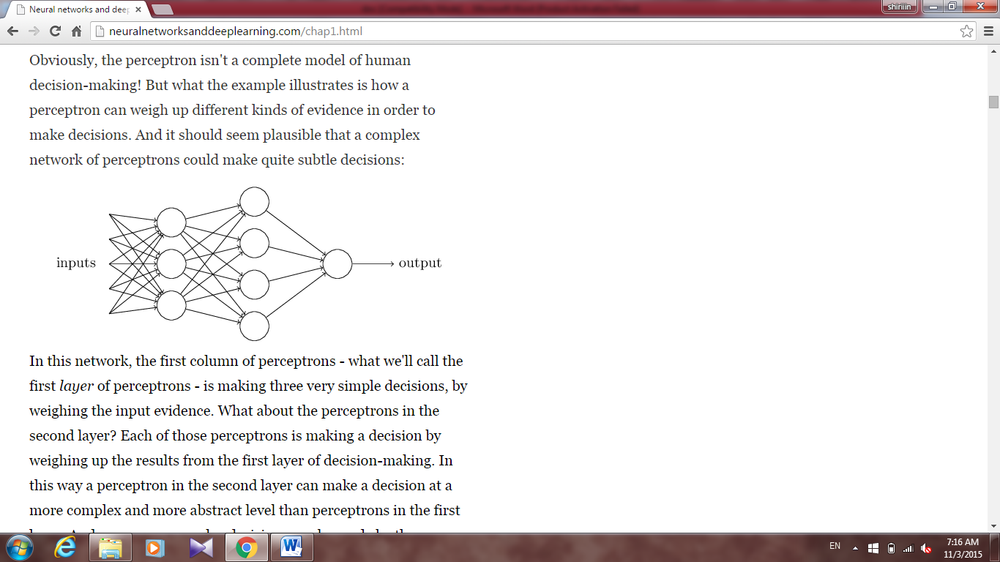 Neural networks and deep
shiriin
neuralnetworksanddeeplearning.com/chap1.html
Obviously, the perceptron isn't a complete model of human
decision-making! But what the example illustrates is how a
perceptron can weigh up different kinds of evidence in order to
make decisions. And it should seem plausible that a complex
network of perceptrons could make quite subtle decisions:
inputs
output
In this network, the first column of perceptrons - what we'll call the
first layer of perceptrons - is making three very simple decisions, by
weighing the input evidence. What about the perceptrons in the
second layer? Each of those perceptrons is making a decision by
weighing up the results from the first layer of decision-making. In
this way a perceptron in the second layer can make a decision at a
more complex and more abstract level than perceptrons in the first
EN
7:16 AM
11/3/2015